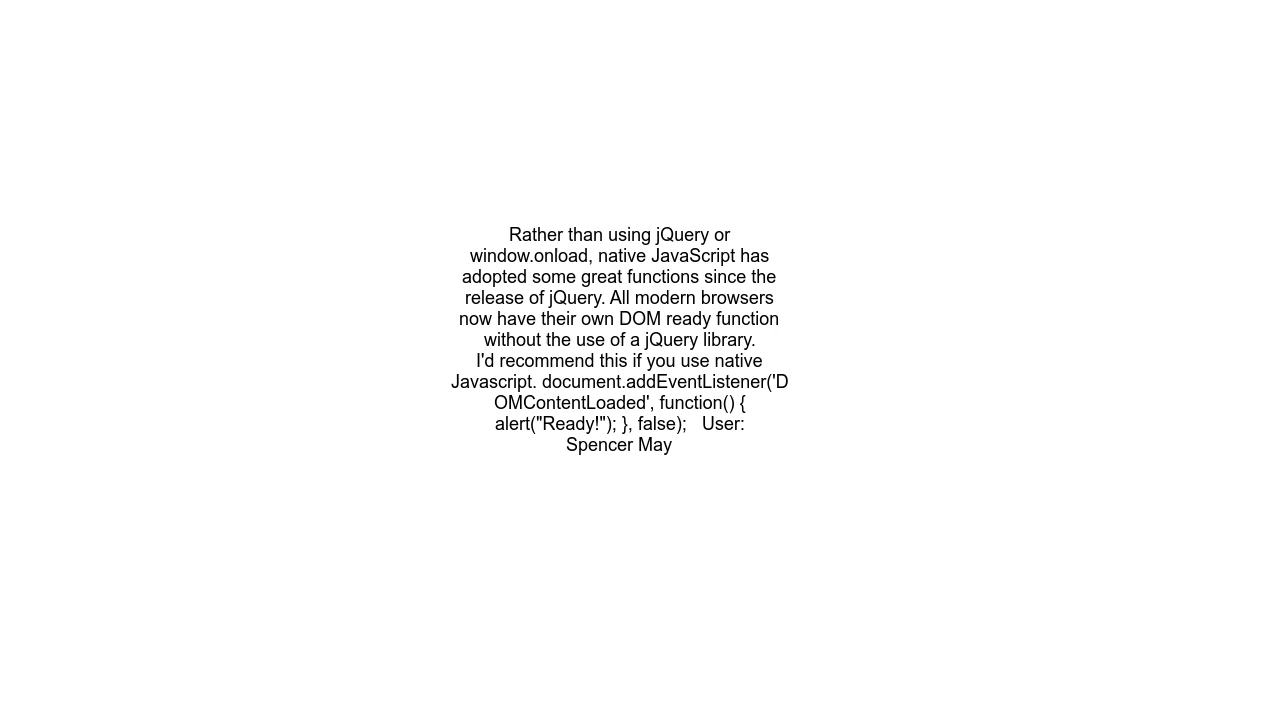 Rather than using jQuery or
window.onload, native JavaScript has
adopted some great functions since the
release of jQuery. All modern browsers
now have their own DOM ready function
without the use of a jQuery library.
I'd recommend this if you use native
Javascript. document.addEventListener('D
OMContentLoaded', function() {
alert("Ready!"); }, false);   User:
Spencer May